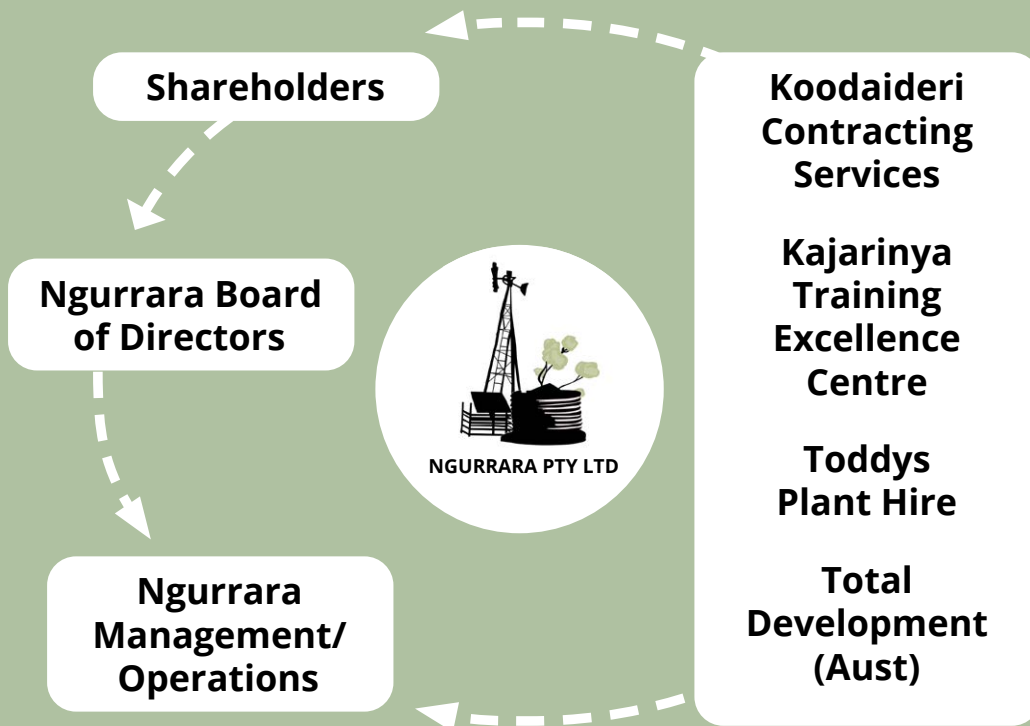 Shareholders
Ngurrara Board
of Directors
Ngurrara
Management/
Operations
NGURRARA PTY LTD
Koodaideri
Contracting
Services
Kajarinya
Training
Excellence
Centre
Toddys
Plant Hire
Total
Development
(Aust)